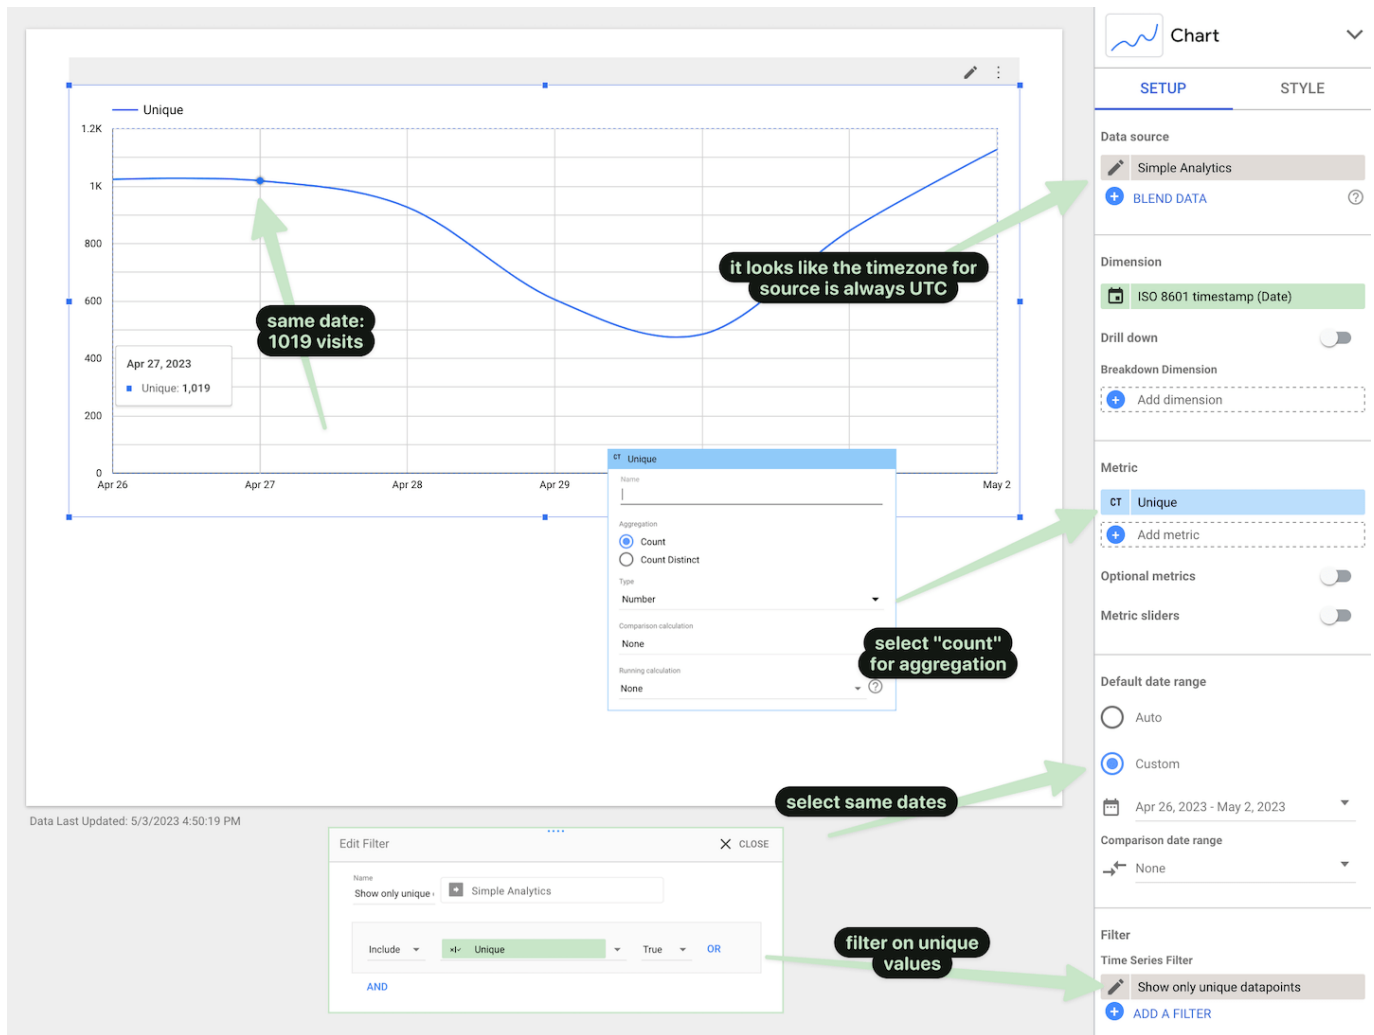 Unique
1.2K
1K
800
600
400
200
0
Apr 26
Apr 27
Apr 28
Apr 29
May 2
same date:
1019 visits
Apr 27, 2023
Unique: 1,019
it looks like the timezone for
source is always UTC
CT Unique
Name
Aggregation
Count
Count Distinct
Type
Number
Comparison calculation
None
Running calculation
None
select "count"
for aggregation
select same dates
Data Last Updated: 5/3/2023 4:50:19 PM
Edit Filter
CLOSE
Name
Show only unique
Simple Analytics
Include
Unique
True
OR
AND
filter on unique
values
Chart
SETUP
STYLE
Data source
Simple Analytics
BLEND DATA
Dimension
ISO 8601 timestamp (Date)
Drill down
Breakdown Dimension
Add dimension
Metric
CT Unique
Add metric
Optional metrics
Metric sliders
Default date range
Auto
Custom
Apr 26, 2023 - May 2, 2023
Comparison date range
None
Filter
Time Series Filter
Show only unique datapoints
ADD A FILTER